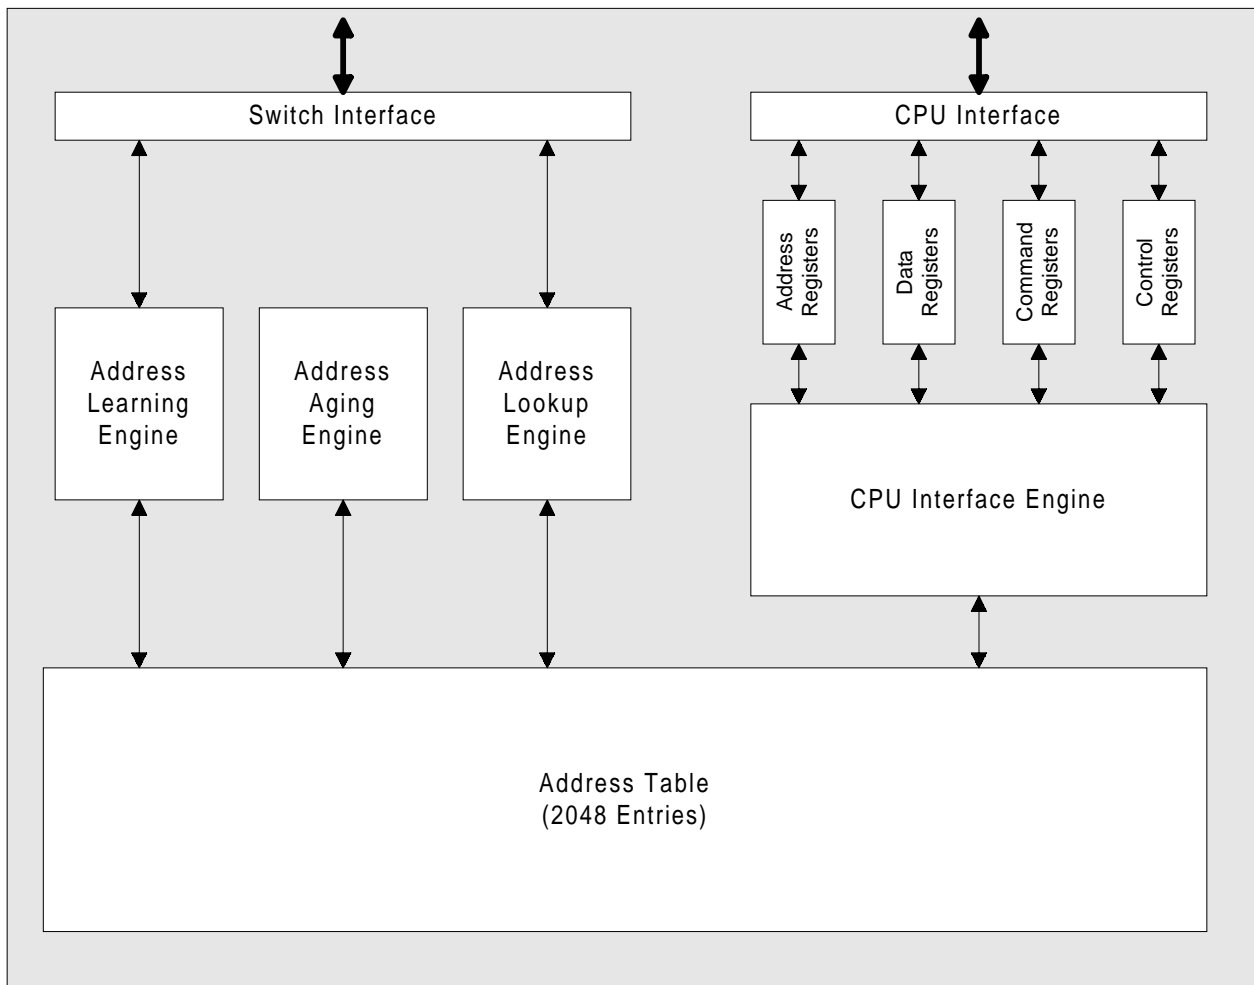 Switch Interface
CPU Interface
Address
Registers
Data
Registers
Command
Registers
Control
Registers
Address
Learning
Engine
Address
Aging
Engine
Address
Lookup
Engine
CPU Interface Engine
Address Table
(2048 Entries)